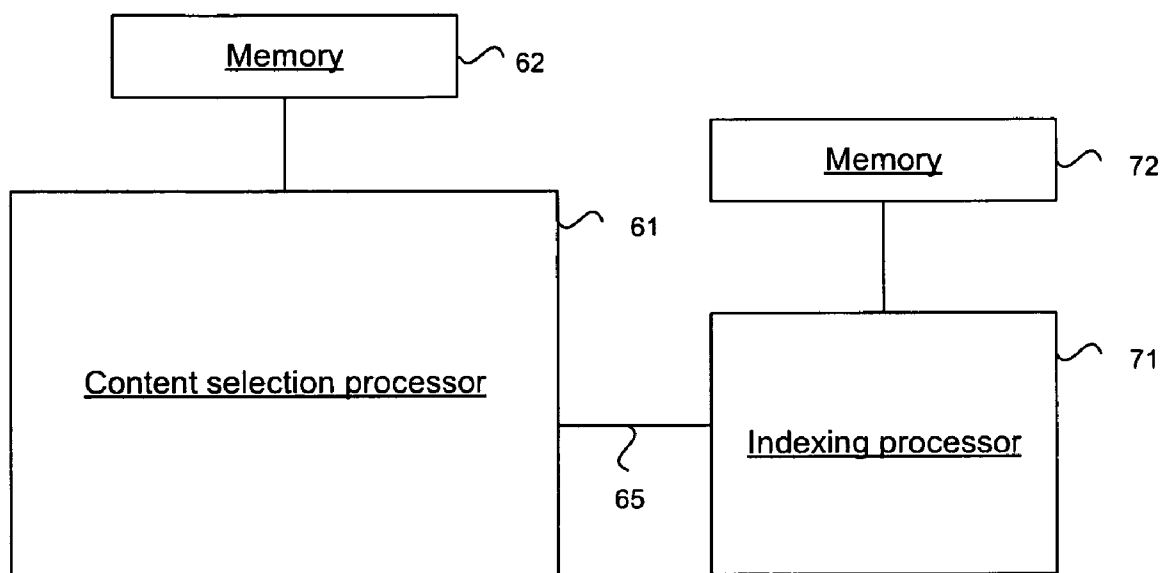 Memory
62
Memory
72
61
71
Content selection processor
Indexing processor
65